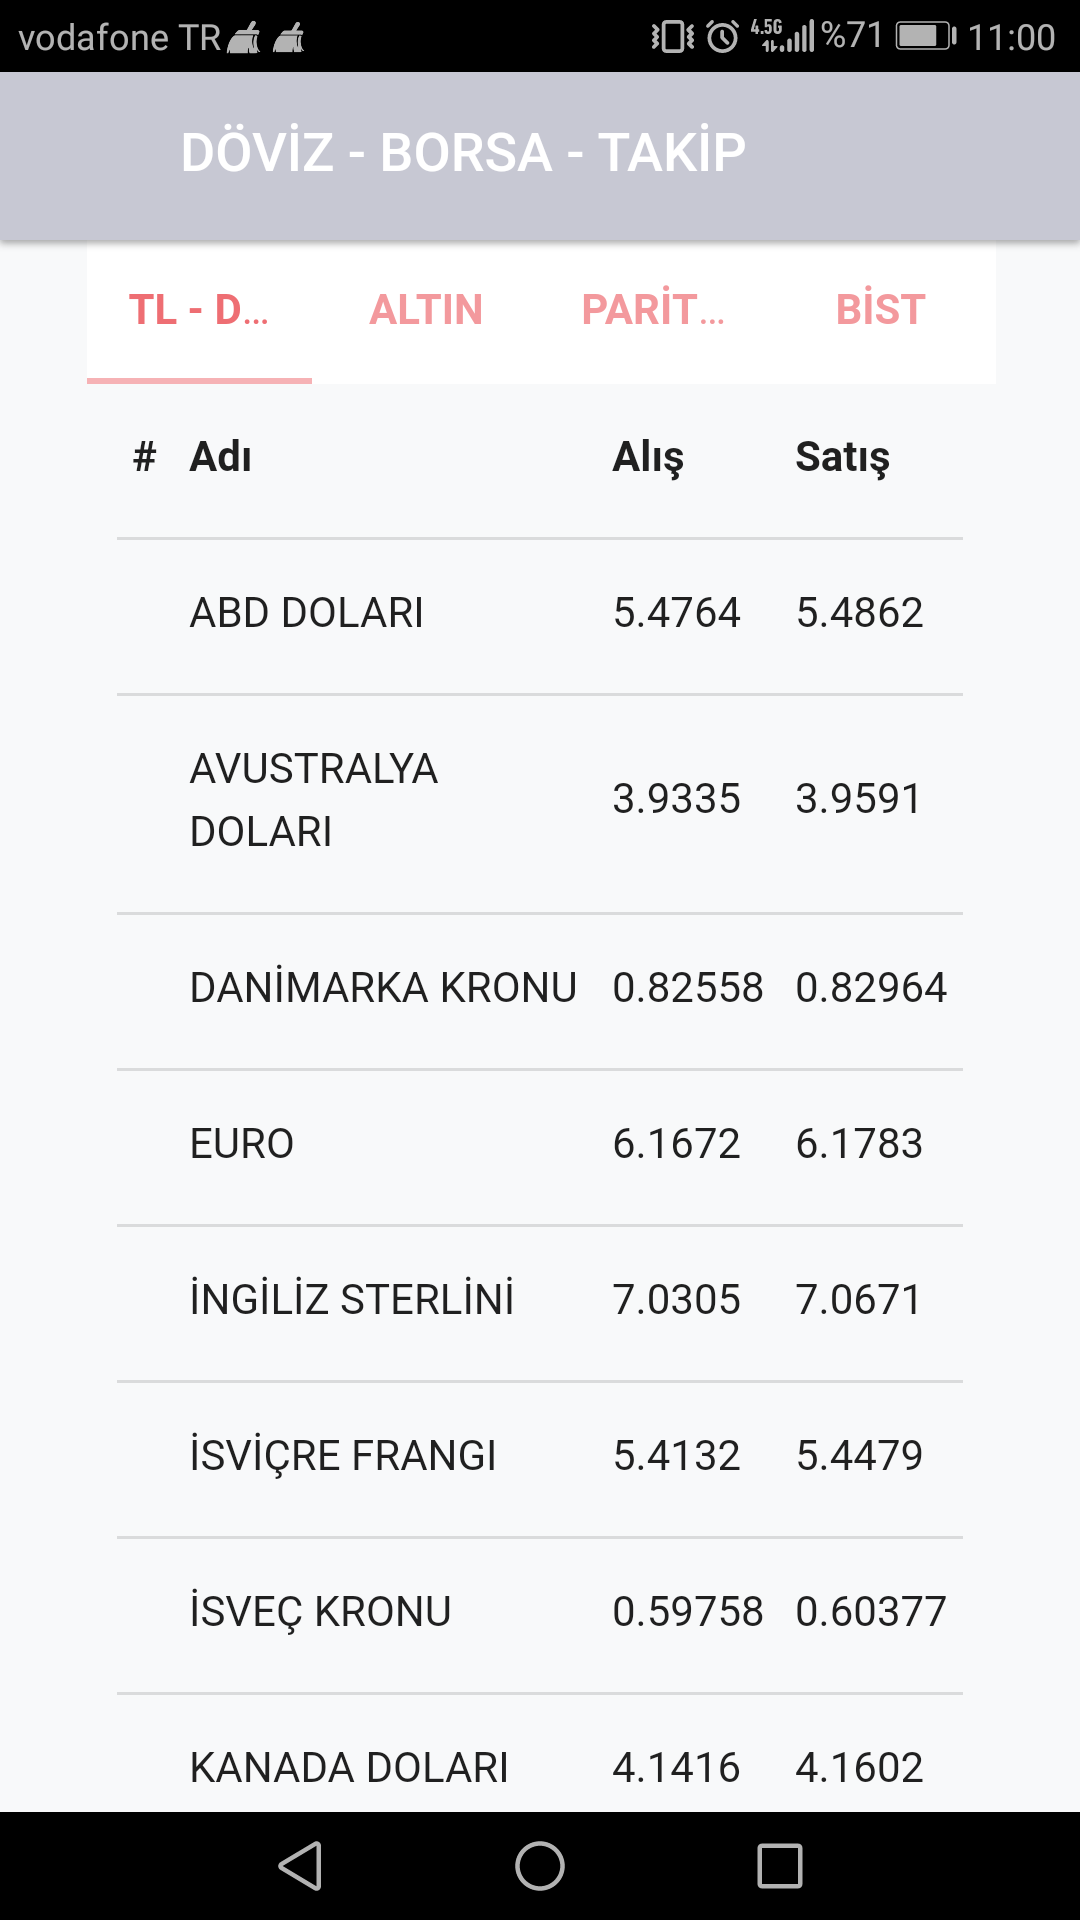 vodafone TR 4.5G %71 11:00
DÖVİZ - BORSA - TAKİP
TL - D... ALTIN PARİT... BİST
# Adı Alış Satış
ABD DOLARI 5.4764 5.4862
AVUSTRALYA
DOLARI 3.9335 3.9591
DANİMARKA KRONU 0.82558 0.82964
EURO 6.1672 6.1783
İNGİLİZ STERLİNİ 7.0305 7.0671
İSVİÇRE FRANGI 5.4132 5.4479
İSVEÇ KRONU 0.59758 0.60377
KANADA DOLARI 4.1416 4.1602